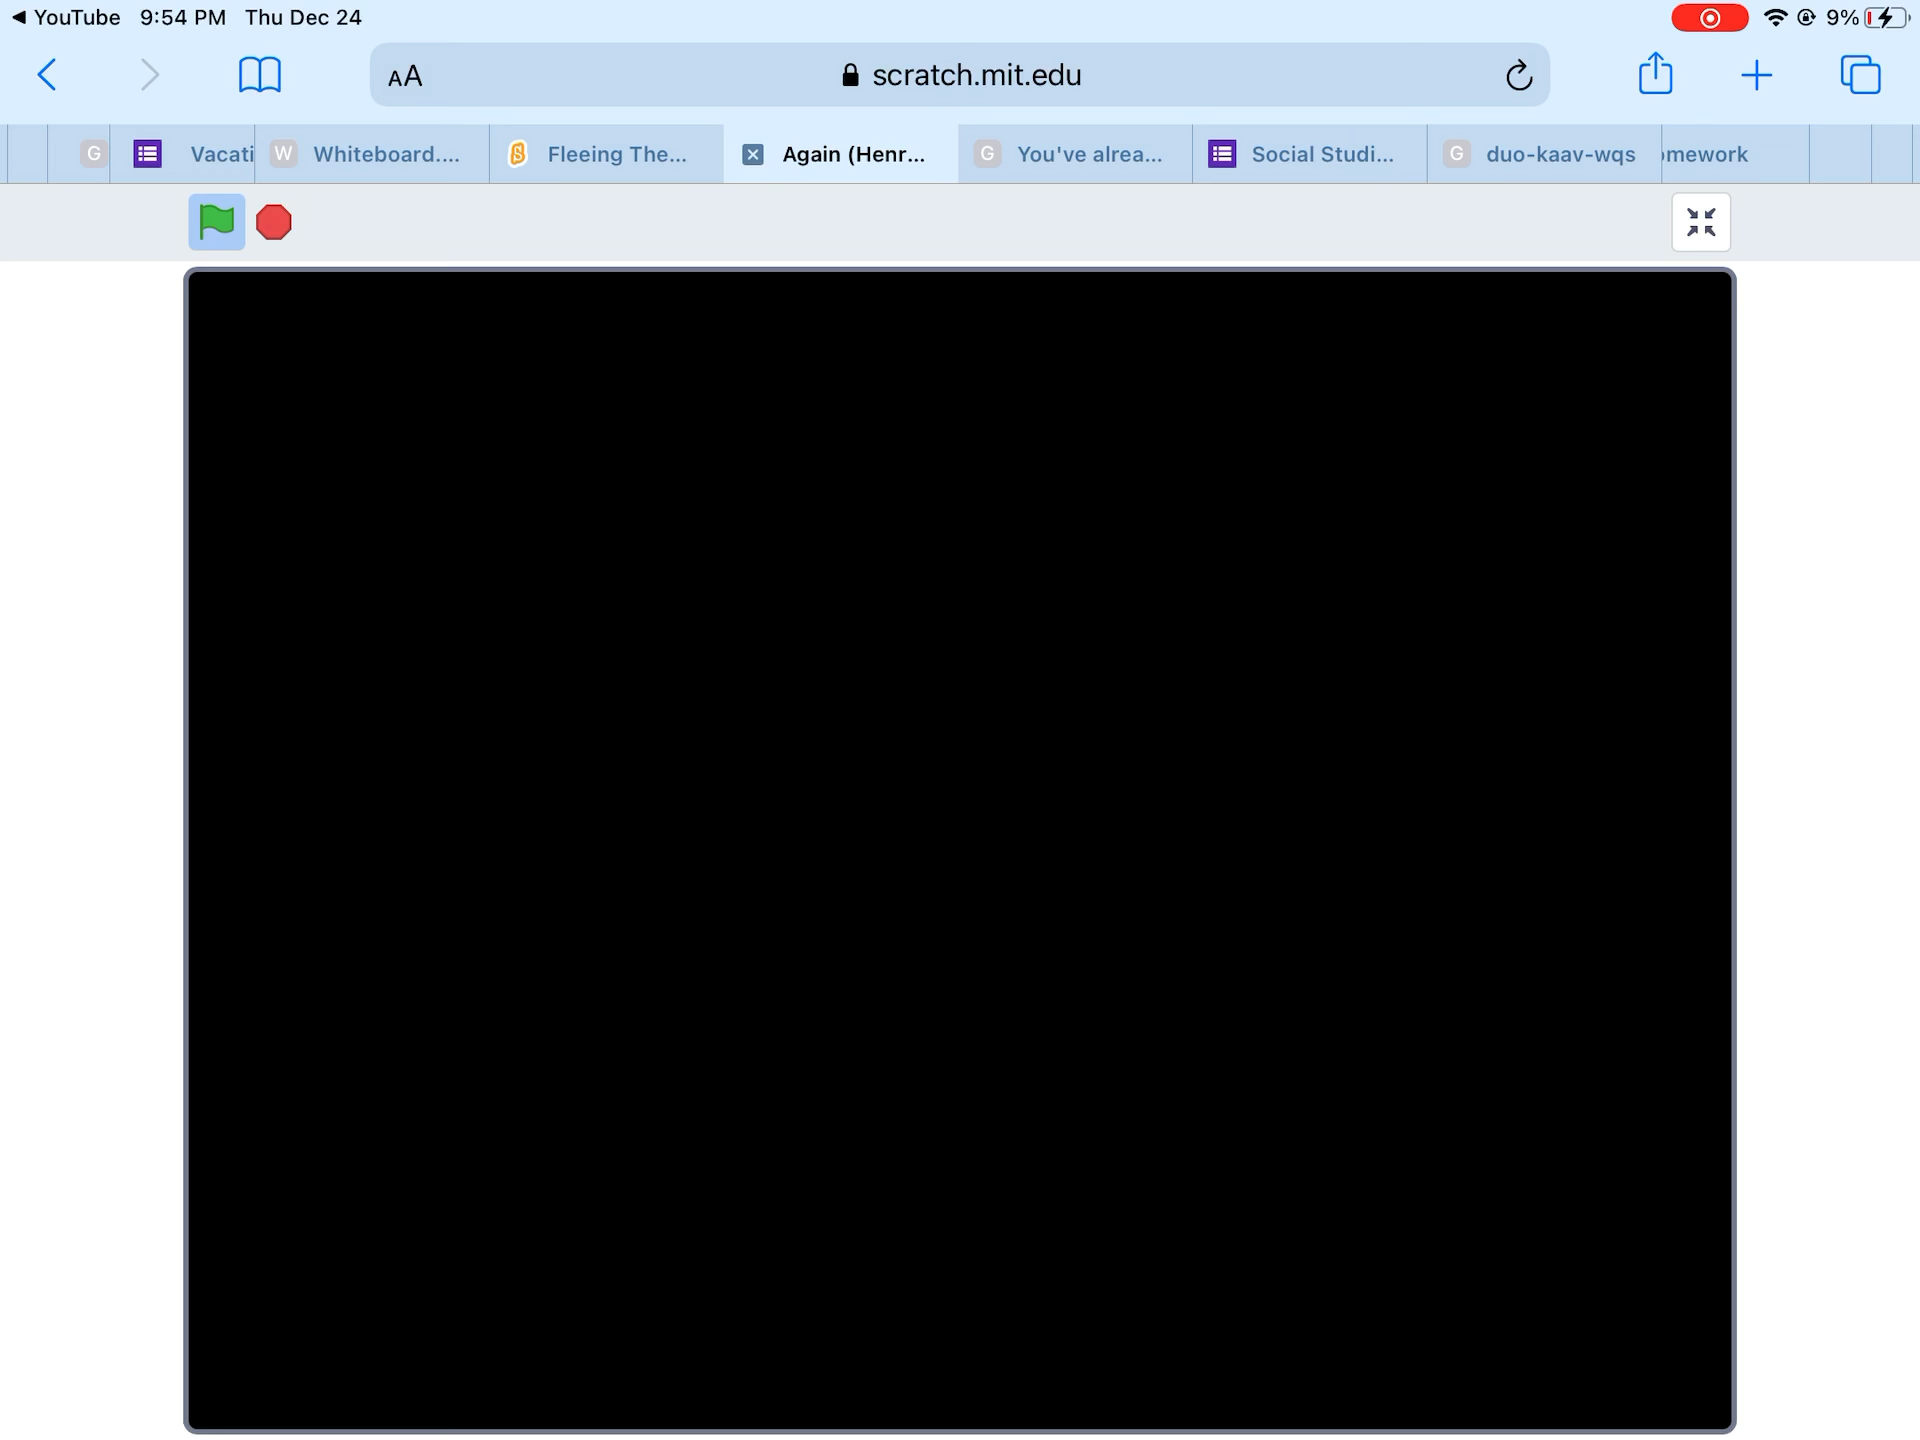 ◀ YouTube 9:54 PM Thu Dec 24 9%
AA scratch.mit.edu
G Vacati W Whiteboard.... Fleeing The... Again (Henr... G You've alrea... Social Studi... G duo-kaav-wqs omework